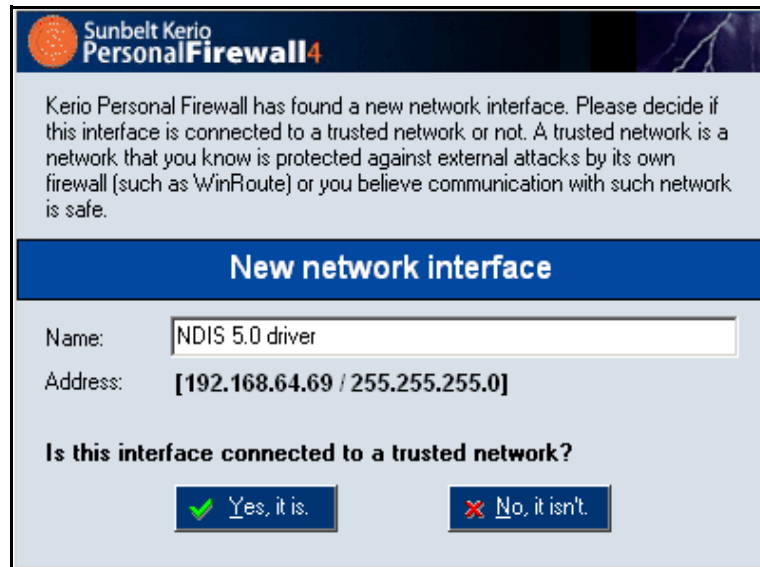 Sunbelt Kerio
PersonalFirewall4
Kerio Personal Firewall has found a new network interface. Please decide if
this interface is connected to a trusted network or not. A trusted network is a
network that you know is protected against external attacks by its own
firewall (such as WinRoute) or you believe communication with such network
is safe.
New network interface
Name: NDIS 5.0 driver
Address: [192.168.64.69 / 255.255.255.0]
Is this interface connected to a trusted network?
Yes, it is. No, it isn't.